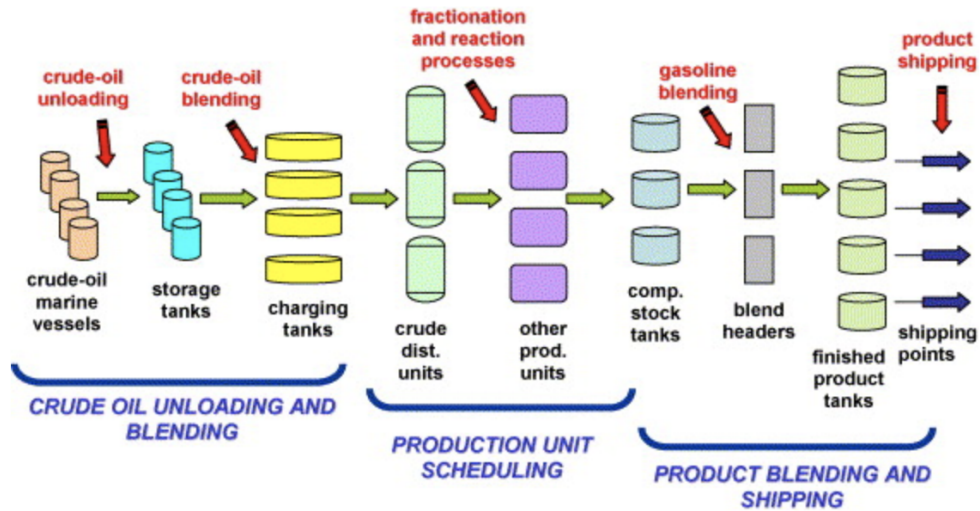 crude-oil
unloading
crude-oil
blending
fractionation
and reaction
processes
gasoline
blending
product
shipping
crude-oil
marine
vessels
storage
tanks
charging
tanks
crude
dist.
units
other
prod.
units
comp.
stock
tanks
blend
headers
finished
product
tanks
shipping
points
CRUDE OIL UNLOADING AND
BLENDING
PRODUCTION UNIT
SCHEDULING
PRODUCT BLENDING AND
SHIPPING